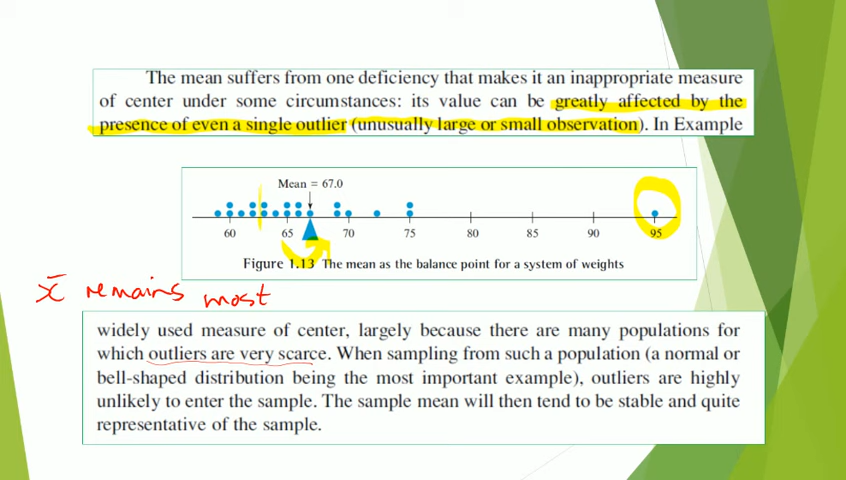 The mean suffers from one deficiency that makes it an inappropriate measure
of center under some circumstances: its value can be greatly affected by the
presence of even a single outlier (unusually large or small observation). In Example
Mean = 67.0
60 65 70 75 80 85 90 95
Figure 1.13 The mean as the balance point for a system of weights
x̄ remains most
widely used measure of center, largely because there are many populations for
which outliers are very scarce. When sampling from such a population (a normal or
bell-shaped distribution being the most important example), outliers are highly
unlikely to enter the sample. The sample mean will then tend to be stable and quite
representative of the sample.